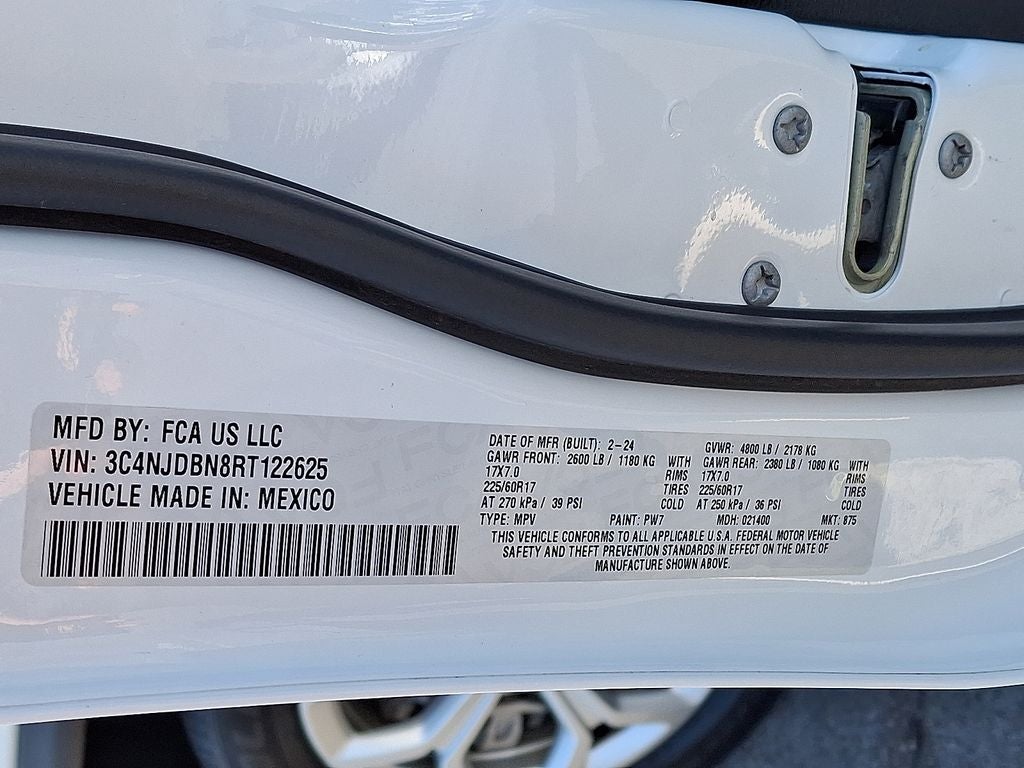 MFD BY: FCA US LLC
VIN: 3C4NJDBN8RT122625
VEHICLE MADE IN: MEXICO
DATE OF MFR (BUILT): 2-24 GVWR: 4800 LB / 2178 KG
GAWR FRONT: 2600 LB / 1180 KG WITH GAWR REAR: 2380 LB / 1080 KG WITH
17X7.0 RIMS 17X7.0 RIMS
225/60R17 TIRES 225/60R17 TIRES
AT 270 kPa / 39 PSI COLD AT 250 kPa / 36 PSI COLD
TYPE: MPV PAINT: PW7 MDH: 021400 MKT: 875
THIS VEHICLE CONFORMS TO ALL APPLICABLE U.S.A. FEDERAL MOTOR VEHICLE
SAFETY AND THEFT PREVENTION STANDARDS IN EFFECT ON THE DATE OF
MANUFACTURE SHOWN ABOVE.